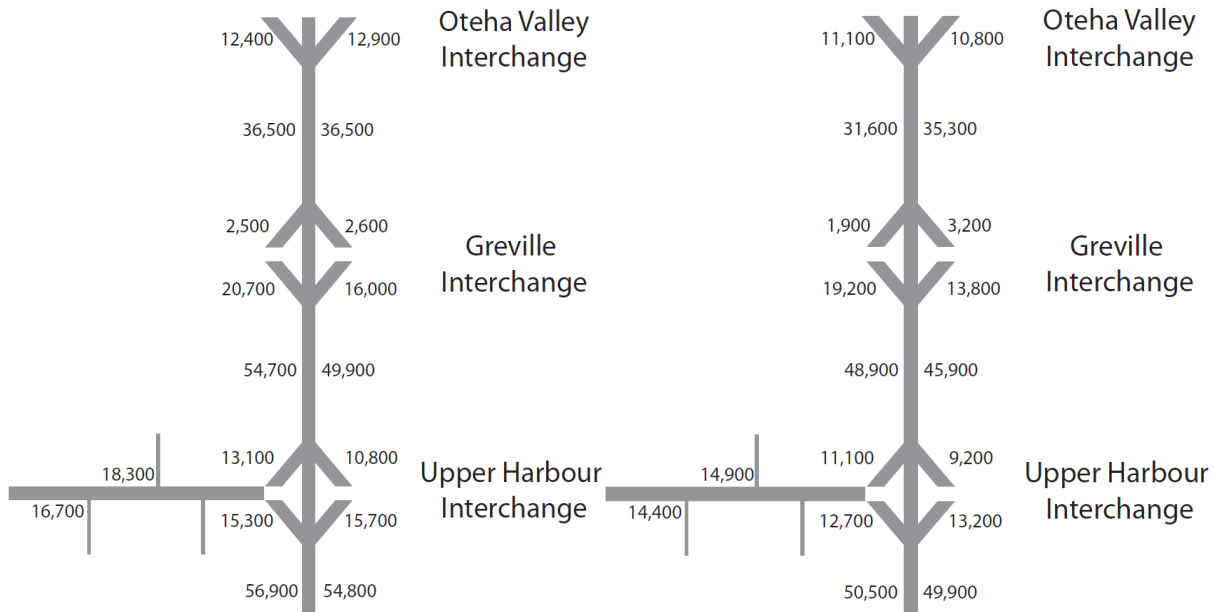 12,400 12,900 Oteha Valley
Interchange
36,500 36,500
2,500 2,600
Greville
Interchange
20,700 16,000
54,700 49,900
13,100 10,800 Upper Harbour
Interchange
18,300
16,700
15,300 15,700
56,900 54,800
11,100 10,800 Oteha Valley
Interchange
31,600 35,300
1,900 3,200
Greville
Interchange
19,200 13,800
48,900 45,900
11,100 9,200 Upper Harbour
Interchange
14,900
14,400
12,700 13,200
50,500 49,900